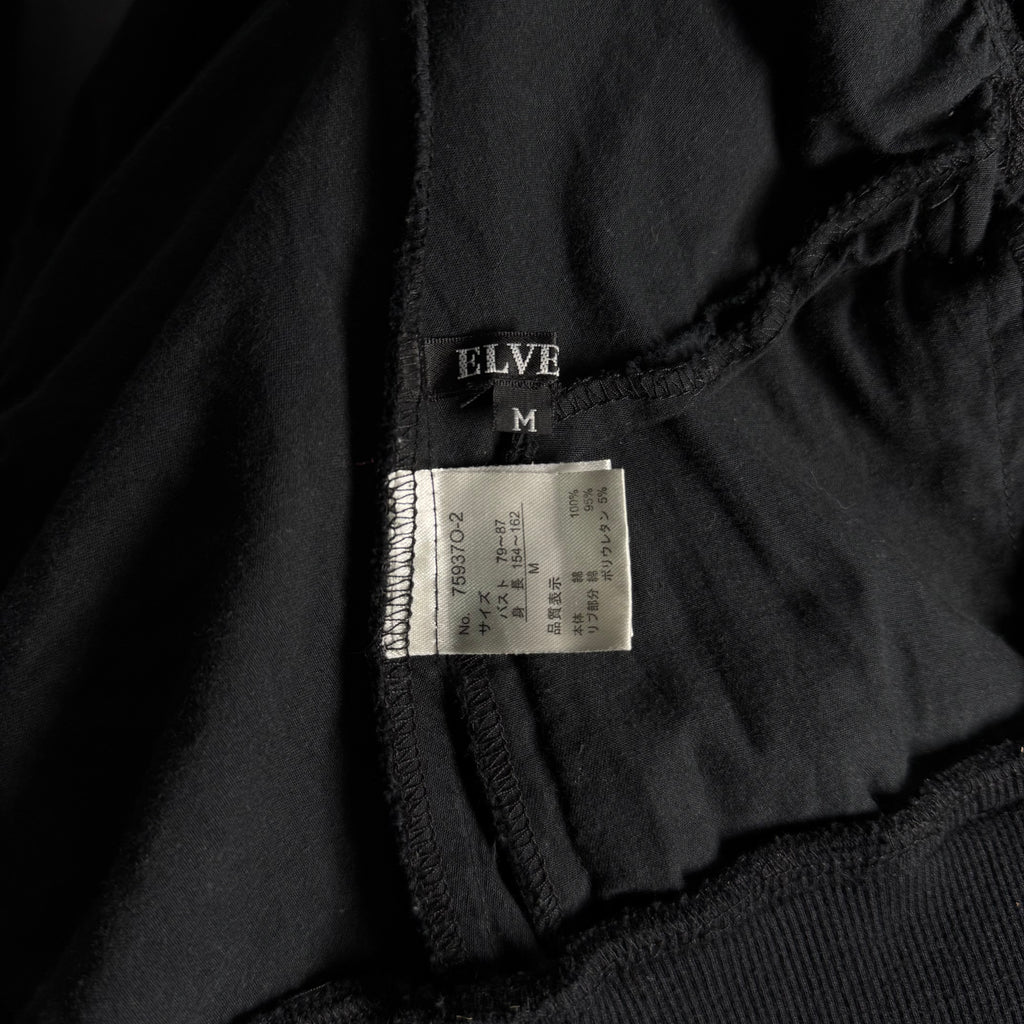 ELVE
M
No. 75937O-2
サイズ
バスト 79～87
身 長 154～162
M
品質表示
本体 綿 100%
リブ部分 綿 95%
ポリウレタン 5%